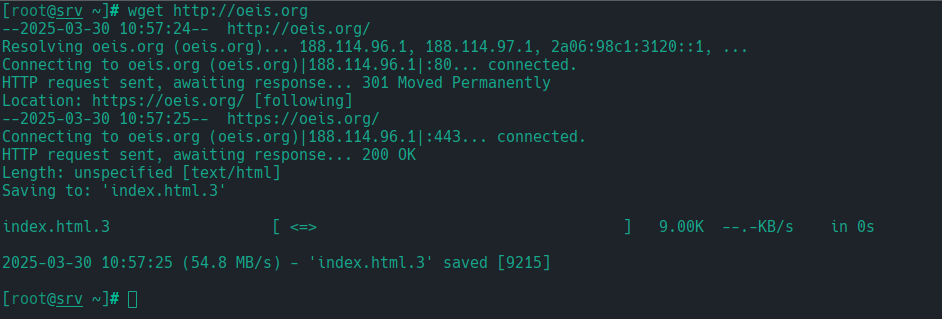 [root@srv ~]# wget http://oeis.org
--2025-03-30 10:57:24--  http://oeis.org/
Resolving oeis.org (oeis.org)... 188.114.96.1, 188.114.97.1, 2a06:98c1:3120::1, ...
Connecting to oeis.org (oeis.org)|188.114.96.1|:80... connected.
HTTP request sent, awaiting response... 301 Moved Permanently
Location: https://oeis.org/ [following]
--2025-03-30 10:57:25--  https://oeis.org/
Connecting to oeis.org (oeis.org)|188.114.96.1|:443... connected.
HTTP request sent, awaiting response... 200 OK
Length: unspecified [text/html]
Saving to: 'index.html.3'
index.html.3                  [ <=>                                  ]   9.00K  --.-KB/s    in 0s
2025-03-30 10:57:25 (54.8 MB/s) - 'index.html.3' saved [9215]
[root@srv ~]#